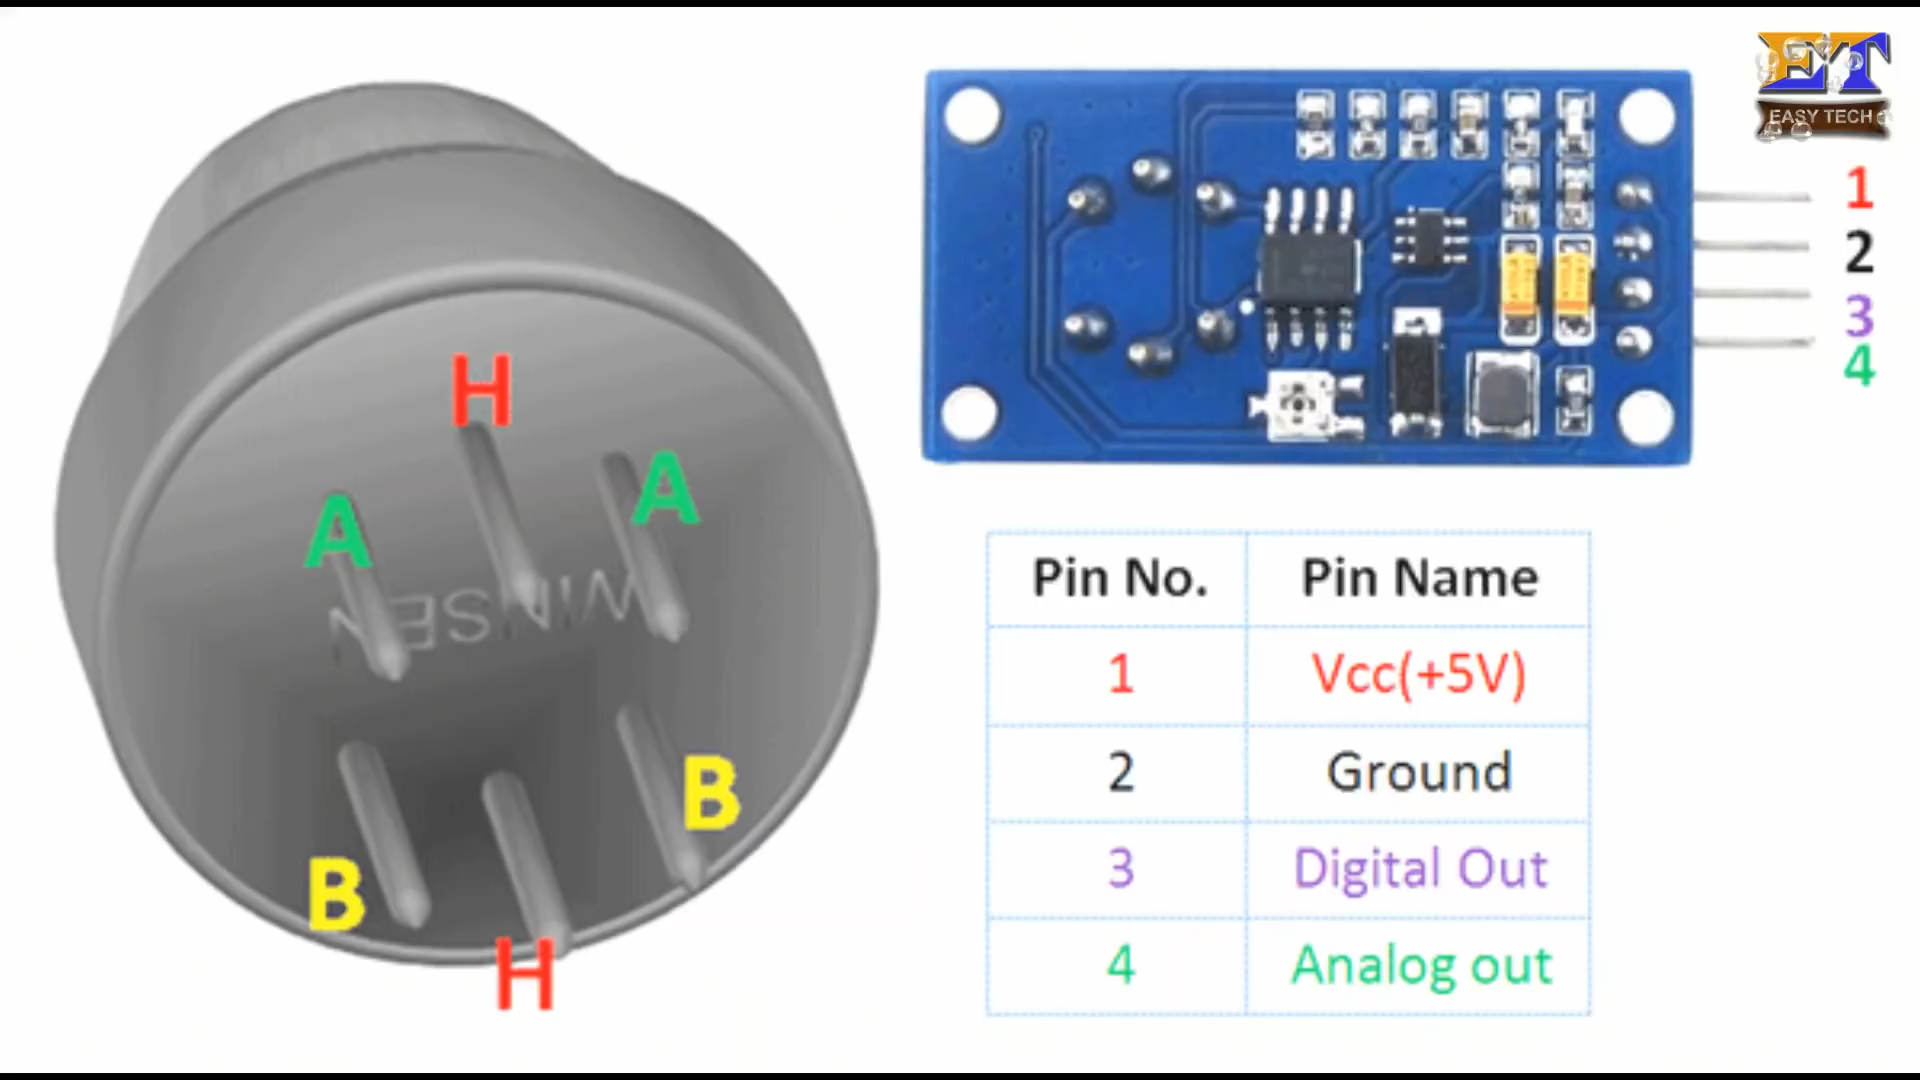 EYT
EASY TECH
1
2
3
4
H
A
A
WINSEN
B
B
H
Pin No. Pin Name
1 Vcc(+5V)
2 Ground
3 Digital Out
4 Analog out